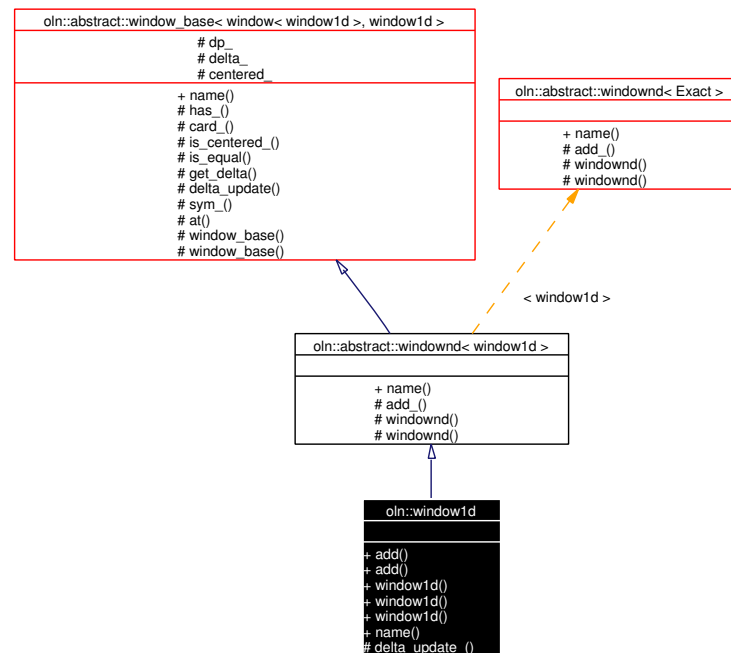 oln::abstract::window_base< window< window1d >, window1d >
# dp_
# delta_
# centered_
+ name()
# has_()
# card_()
# is_centered_()
# is_equal()
# get_delta()
# delta_update()
# sym_()
# at()
# window_base()
# window_base()
oln::abstract::windownd< Exact >
+ name()
# add_()
# windownd()
# windownd()
< window1d >
oln::abstract::windownd< window1d >
+ name()
# add_()
# windownd()
# windownd()
oln::window1d
+ add()
+ add()
+ window1d()
+ window1d()
+ window1d()
+ name()
# delta_update_()